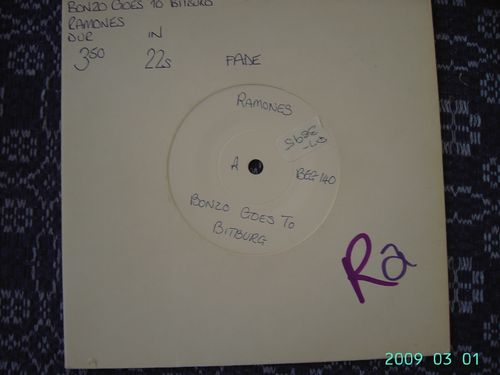 BONZO GOES TO BITBURG
RAMONES
DUR IN
3.50 22s FADE
RAMONES
A
BEG 140
BONZO GOES TO
BITBURG
Ra
2009 03 01